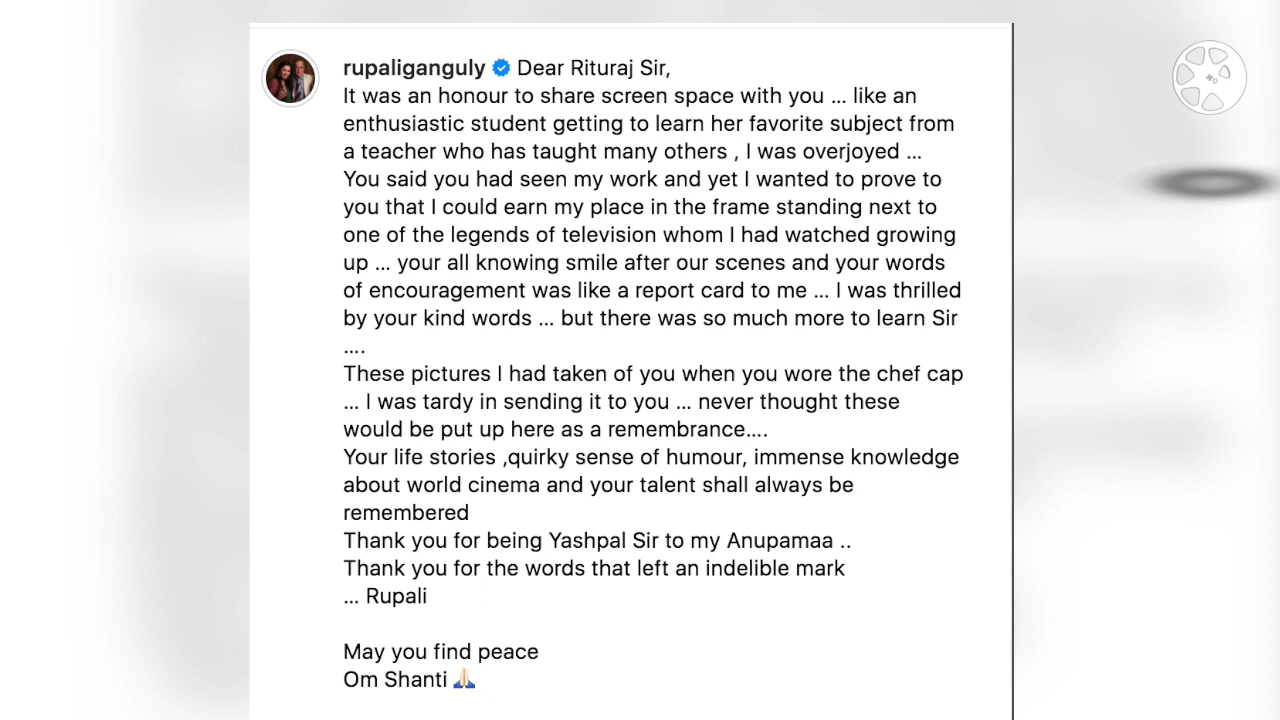 rupaliganguly Dear Rituraj Sir,
It was an honour to share screen space with you ... like an
enthusiastic student getting to learn her favorite subject from
a teacher who has taught many others , I was overjoyed ...
You said you had seen my work and yet I wanted to prove to
you that I could earn my place in the frame standing next to
one of the legends of television whom I had watched growing
up ... your all knowing smile after our scenes and your words
of encouragement was like a report card to me ... I was thrilled
by your kind words ... but there was so much more to learn Sir
....
These pictures I had taken of you when you wore the chef cap
... I was tardy in sending it to you ... never thought these
would be put up here as a remembrance....
Your life stories ,quirky sense of humour, immense knowledge
about world cinema and your talent shall always be
remembered
Thank you for being Yashpal Sir to my Anupamaa ..
Thank you for the words that left an indelible mark
... Rupali
May you find peace
Om Shanti 🙏🏻